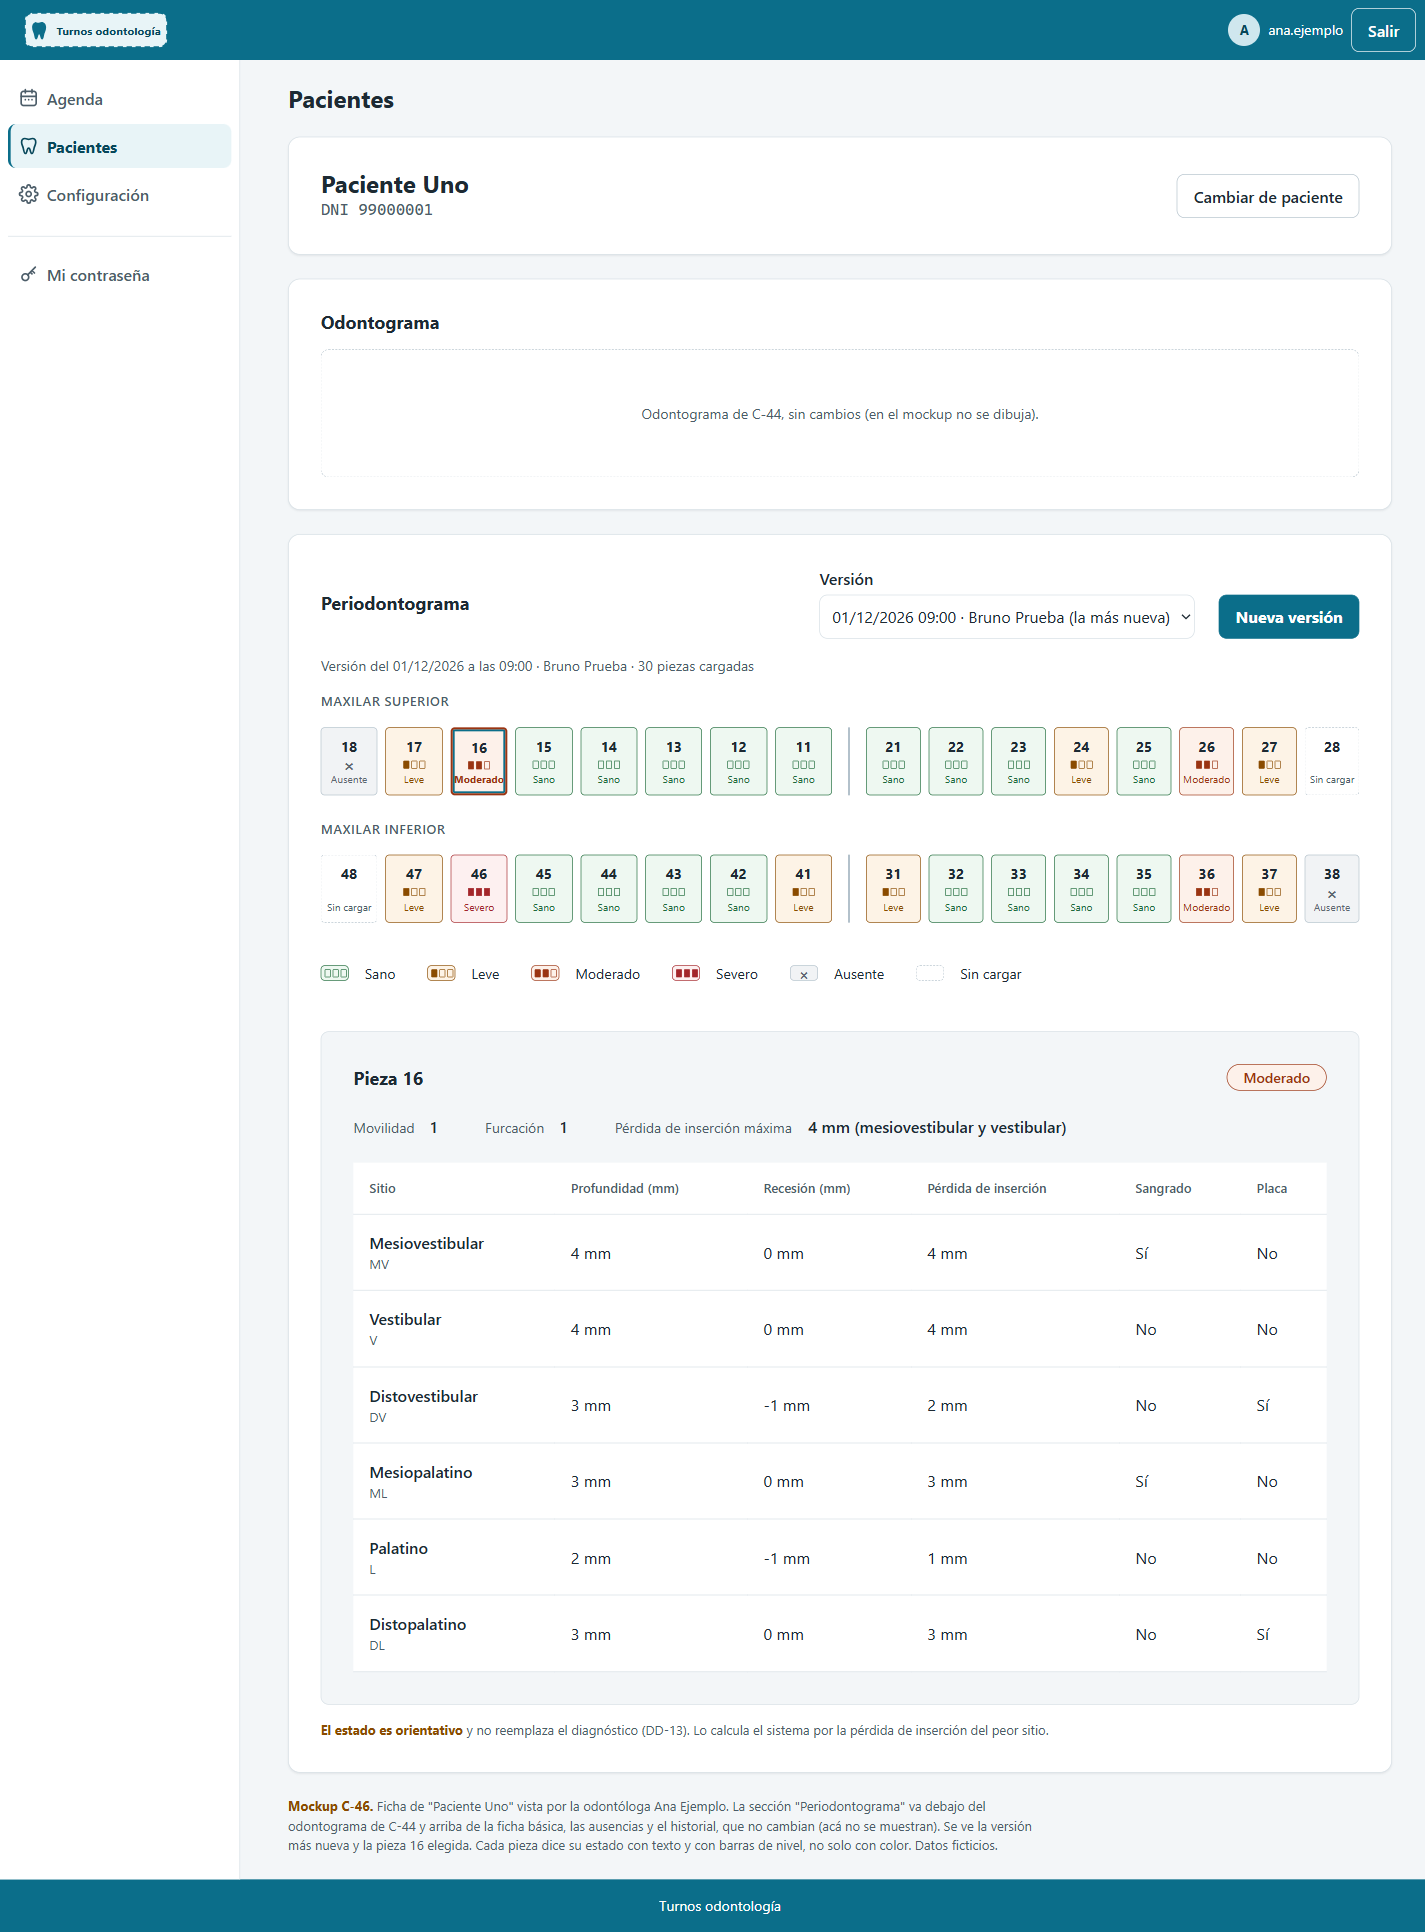 Turnos odontología
A
ana.ejemplo
Salir
Agenda
Pacientes
Configuración
Mi contraseña
Pacientes
Paciente Uno
DNI 99000001
Cambiar de paciente
Odontograma
Odontograma de C-44, sin cambios (en el mockup no se dibuja).
Periodontograma
Versión
01/12/2026 09:00 · Bruno Prueba (la más nueva)
Nueva versión
Versión del 01/12/2026 a las 09:00 · Bruno Prueba · 30 piezas cargadas
MAXILAR SUPERIOR
18 17 16 15 14 13 12 11 21 22 23 24 25 26 27 28
Ausente Leve Moderado Sano Sano Sano Sano Sano Sano Sano Sano Leve Sano Moderado Leve Sin cargar
MAXILAR INFERIOR
48 47 46 45 44 43 42 41 31 32 33 34 35 36 37 38
Sin cargar Leve Severo Sano Sano Sano Sano Leve Leve Sano Sano Sano Sano Moderado Leve Ausente
Sano Leve Moderado Severo Ausente Sin cargar
Pieza 16
Moderado
Movilidad 1 Furcación 1 Pérdida de inserción máxima 4 mm (mesiovestibular y vestibular)
Sitio Profundidad (mm) Recesión (mm) Pérdida de inserción Sangrado Placa
Mesiovestibular
MV
4 mm 0 mm 4 mm Sí No
Vestibular
V
4 mm 0 mm 4 mm No No
Distovestibular
DV
3 mm -1 mm 2 mm No Sí
Mesiopalatino
ML
3 mm 0 mm 3 mm Sí No
Palatino
L
2 mm -1 mm 1 mm No No
Distopalatino
DL
3 mm 0 mm 3 mm No Sí
El estado es orientativo y no reemplaza el diagnóstico (DD-13). Lo calcula el sistema por la pérdida de inserción del peor sitio.
Mockup C-46. Ficha de "Paciente Uno" vista por la odontóloga Ana Ejemplo. La sección "Periodontograma" va debajo del
odontograma de C-44 y arriba de la ficha básica, las ausencias y el historial, que no cambian (acá no se muestran). Se ve la versión
más nueva y la pieza 16 elegida. Cada pieza dice su estado con texto y con barras de nivel, no solo con color. Datos ficticios.
Turnos odontología